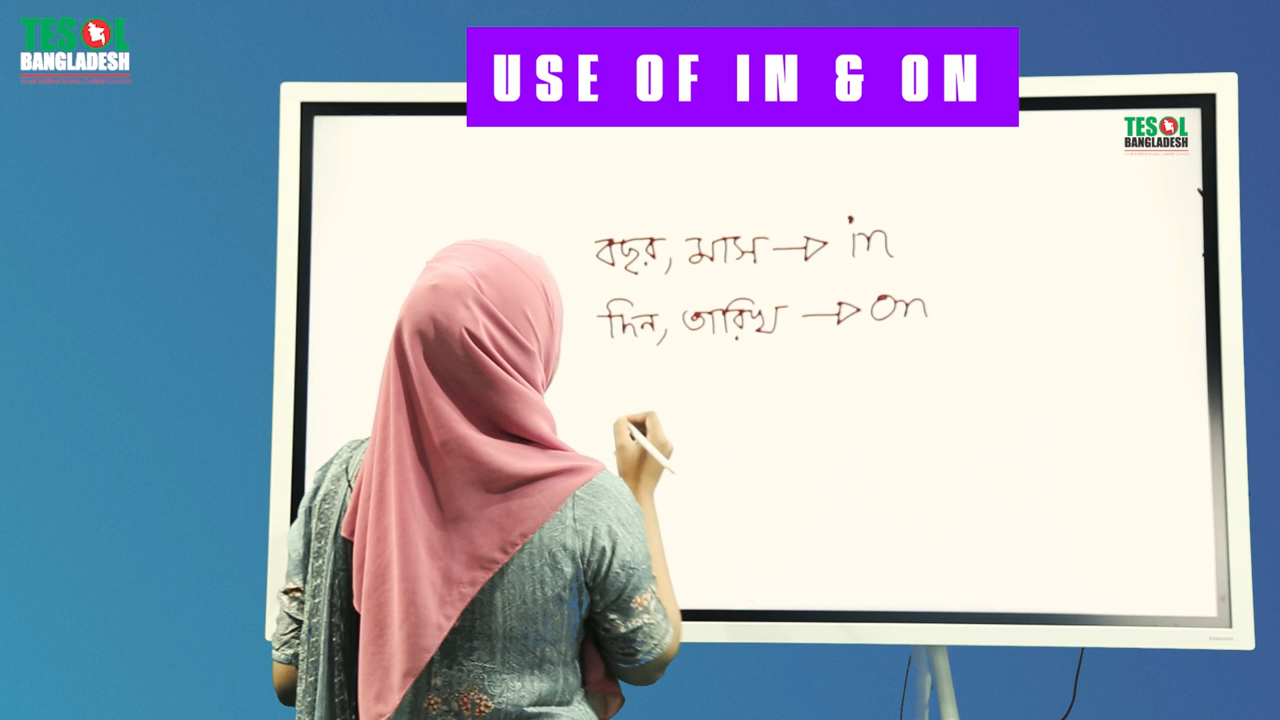 TESOL
BANGLADESH
USE OF IN & ON
TESOL
BANGLADESH
বছর, মাস → in
দিন, তারিখ → on